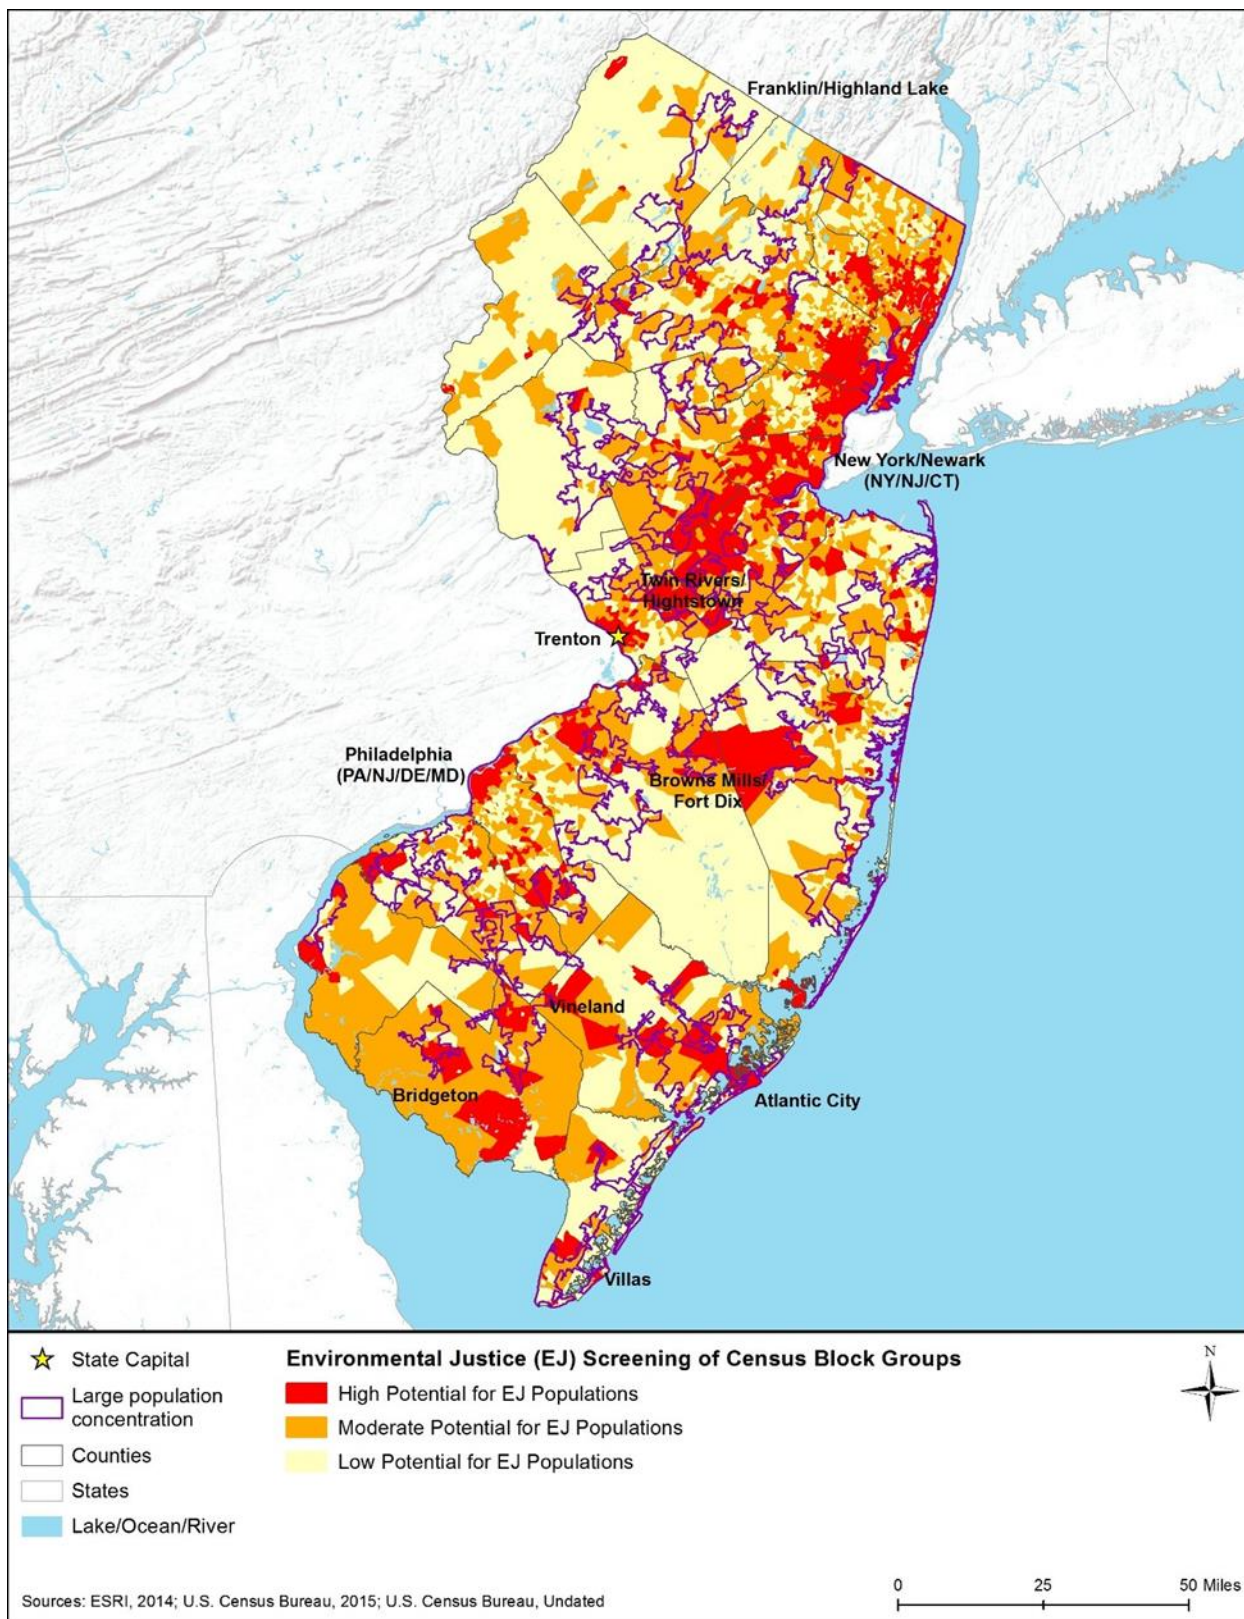 Franklin/Highland Lake
New York/Newark
(NY/NJ/CT)
Twin Rivers/
Hightstown
Trenton
Philadelphia
(PA/NJ/DE/MD)
Browns Mills/
Fort Dix
Vineland
Bridgeton
Atlantic City
Villas
State Capital
Large population
concentration
Counties
States
Lake/Ocean/River
Environmental Justice (EJ) Screening of Census Block Groups
High Potential for EJ Populations
Moderate Potential for EJ Populations
Low Potential for EJ Populations
N
0 25 50 Miles
Sources: ESRI, 2014; U.S. Census Bureau, 2015; U.S. Census Bureau, Undated